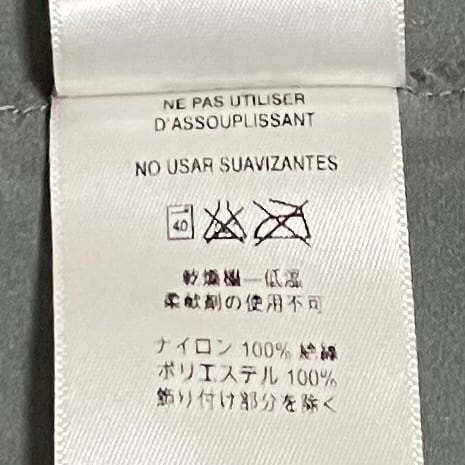 NE PAS UTILISER
D'ASSOUPLISSANT
NO USAR SUAVIZANTES
40
乾燥機—低温
柔軟剤の使用不可
ナイロン 100%
ポリエステル 100%
飾り付け部分を除く